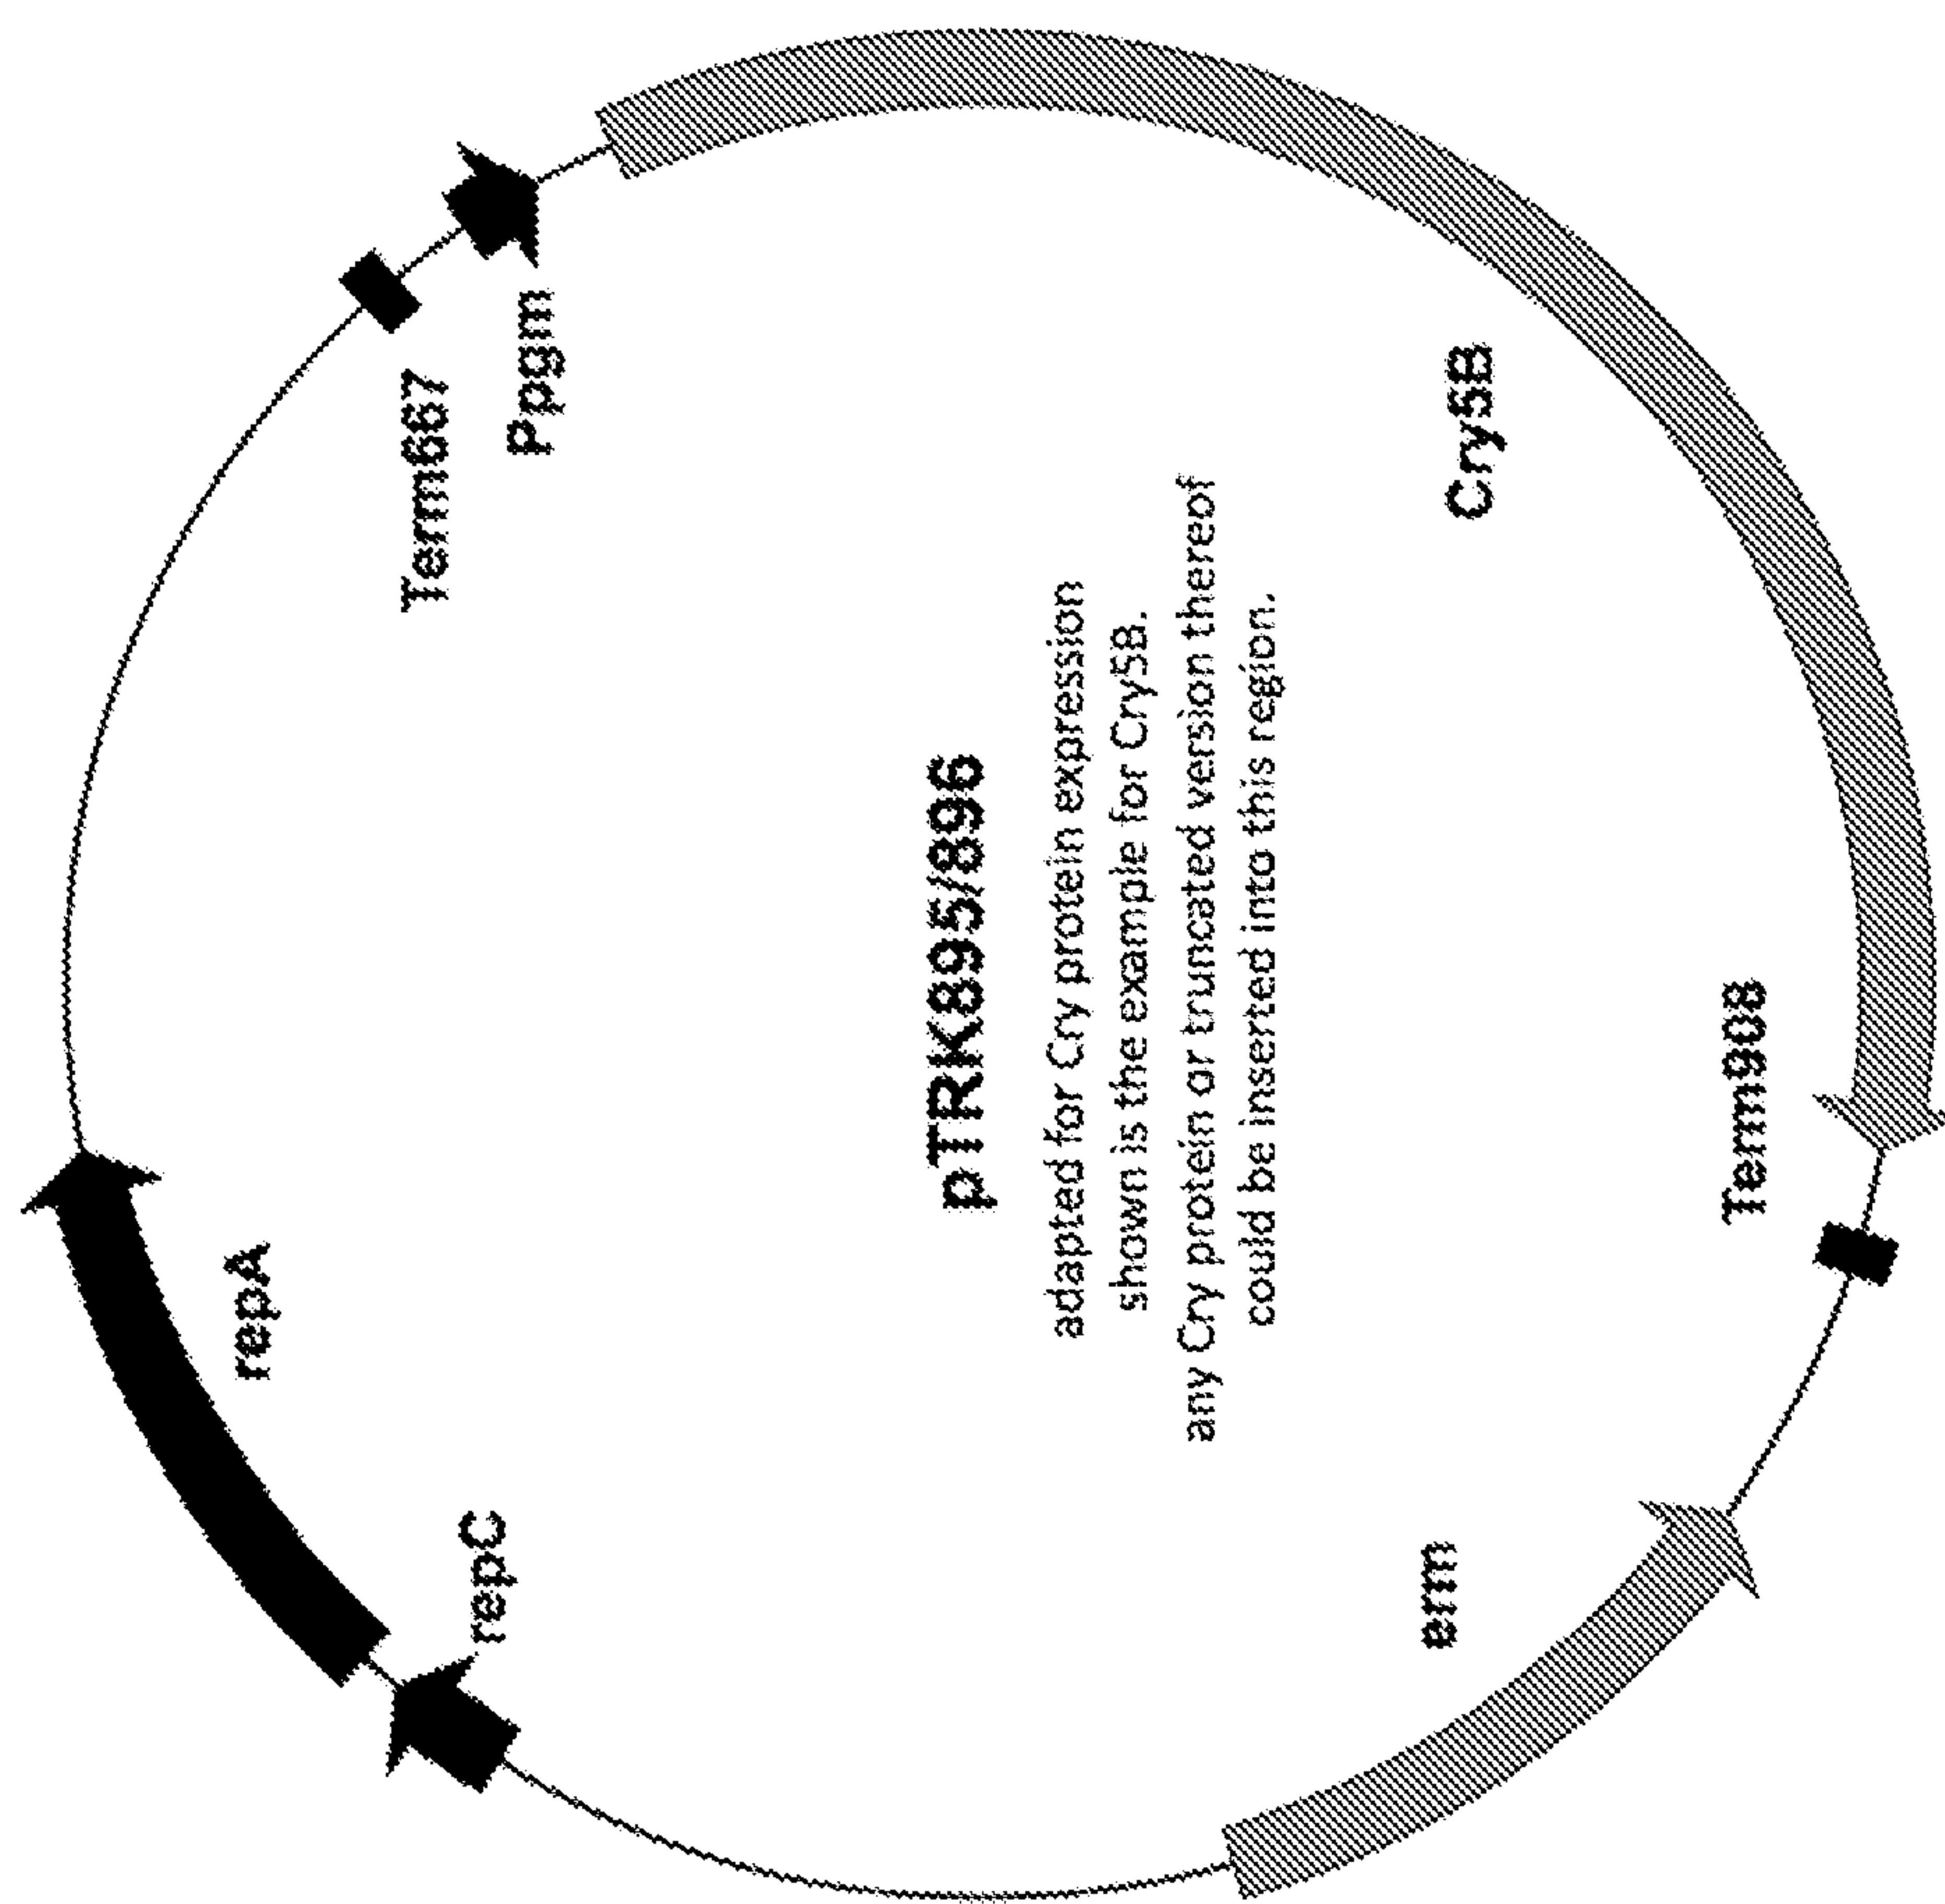 repA
repC
Term667
Ppgm
pTRK895/896
adapted for Cry protein expression
shown is the example for Cry5B.
any Cry protein or truncated version thereof
could be inserted into this region.
erm
Cry5B
Term908